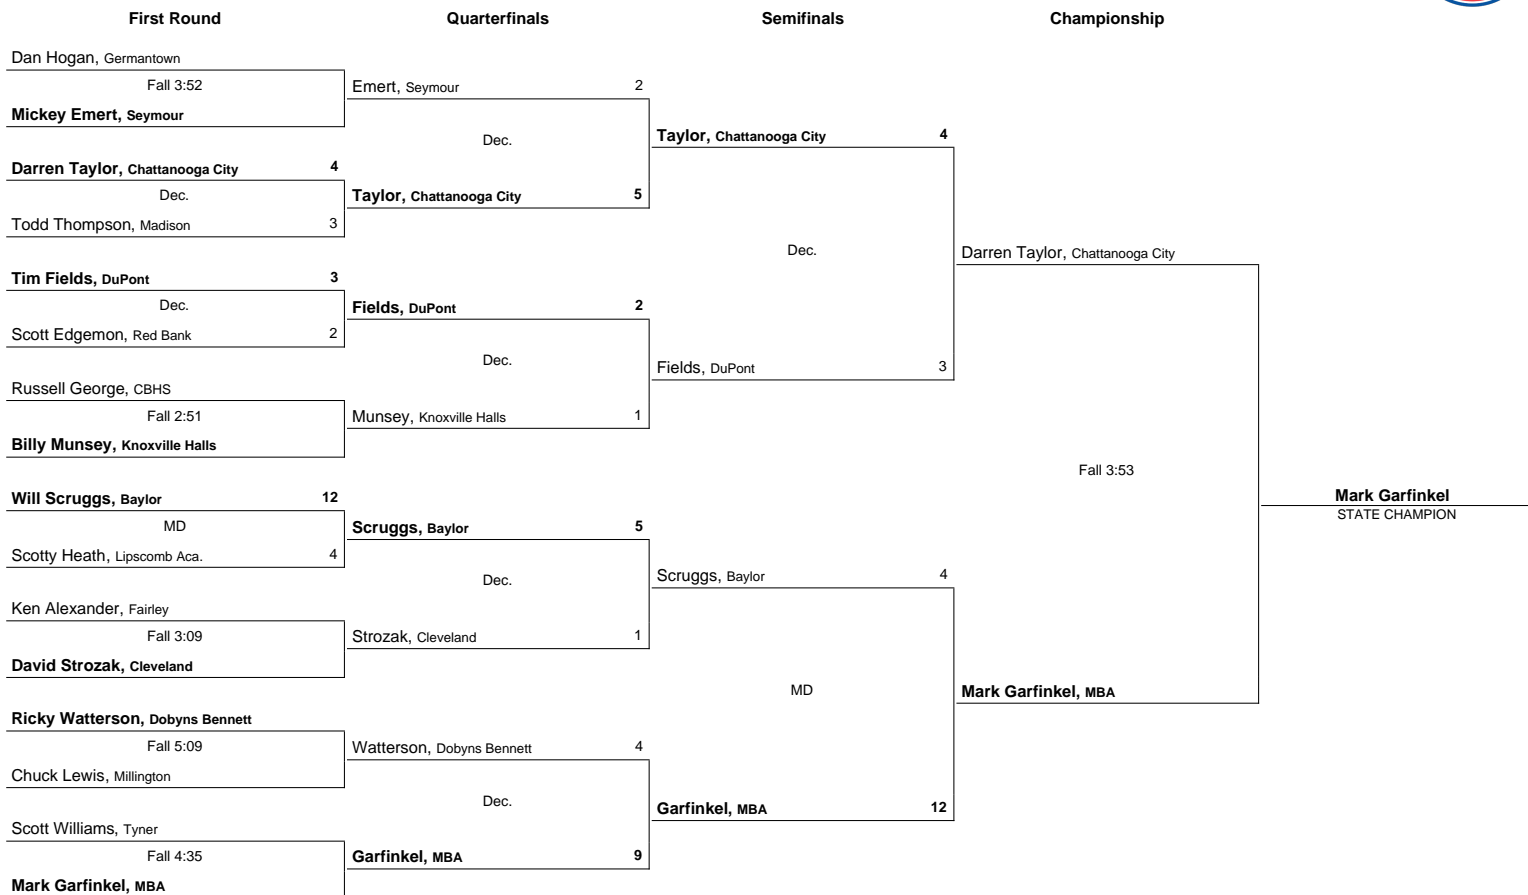 First Round Quarterfinals Semifinals Championship
Dan Hogan, Germantown
Fall 3:52
Mickey Emert, Seymour
Darren Taylor, Chattanooga City 4
Dec.
Todd Thompson, Madison 3
Tim Fields, DuPont 3
Dec.
Scott Edgemon, Red Bank 2
Russell George, CBHS
Fall 2:51
Billy Munsey, Knoxville Halls
Will Scruggs, Baylor 12
MD
Scotty Heath, Lipscomb Aca. 4
Ken Alexander, Fairley
Fall 3:09
David Strozak, Cleveland
Ricky Watterson, Dobyns Bennett
Fall 5:09
Chuck Lewis, Millington
Scott Williams, Tyner
Fall 4:35
Mark Garfinkel, MBA
Emert, Seymour 2
Dec.
Taylor, Chattanooga City 5
Fields, DuPont 2
Dec.
Munsey, Knoxville Halls 1
Scruggs, Baylor 5
Dec.
Strozak, Cleveland 1
Watterson, Dobyns Bennett 4
Dec.
Garfinkel, MBA 9
Taylor, Chattanooga City 4
Dec.
Fields, DuPont 3
Scruggs, Baylor 4
MD
Garfinkel, MBA 12
Darren Taylor, Chattanooga City
Fall 3:53
Mark Garfinkel, MBA
Mark Garfinkel
STATE CHAMPION